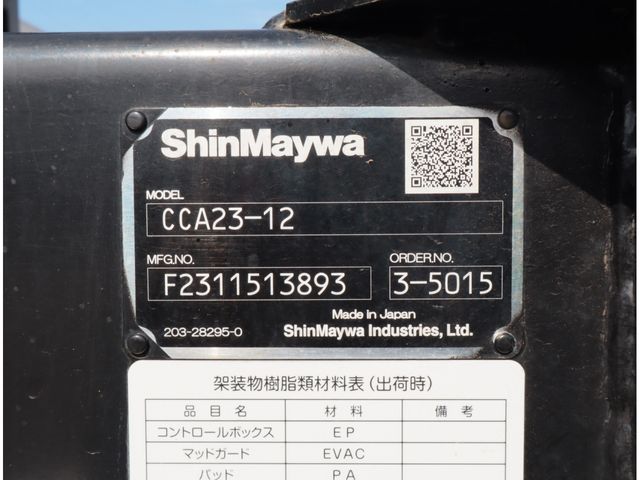 ShinMaywa
MODEL
CCA23-12
MFG.NO. ORDER.NO.
F2311513893 3-5015
Made in Japan
203-28295-0 ShinMaywa Industries, Ltd.
架装物樹脂類材料表(出荷時)
品目名 材料 備考
コントロールボックス EP
マッドガード EVAC
パッド PA